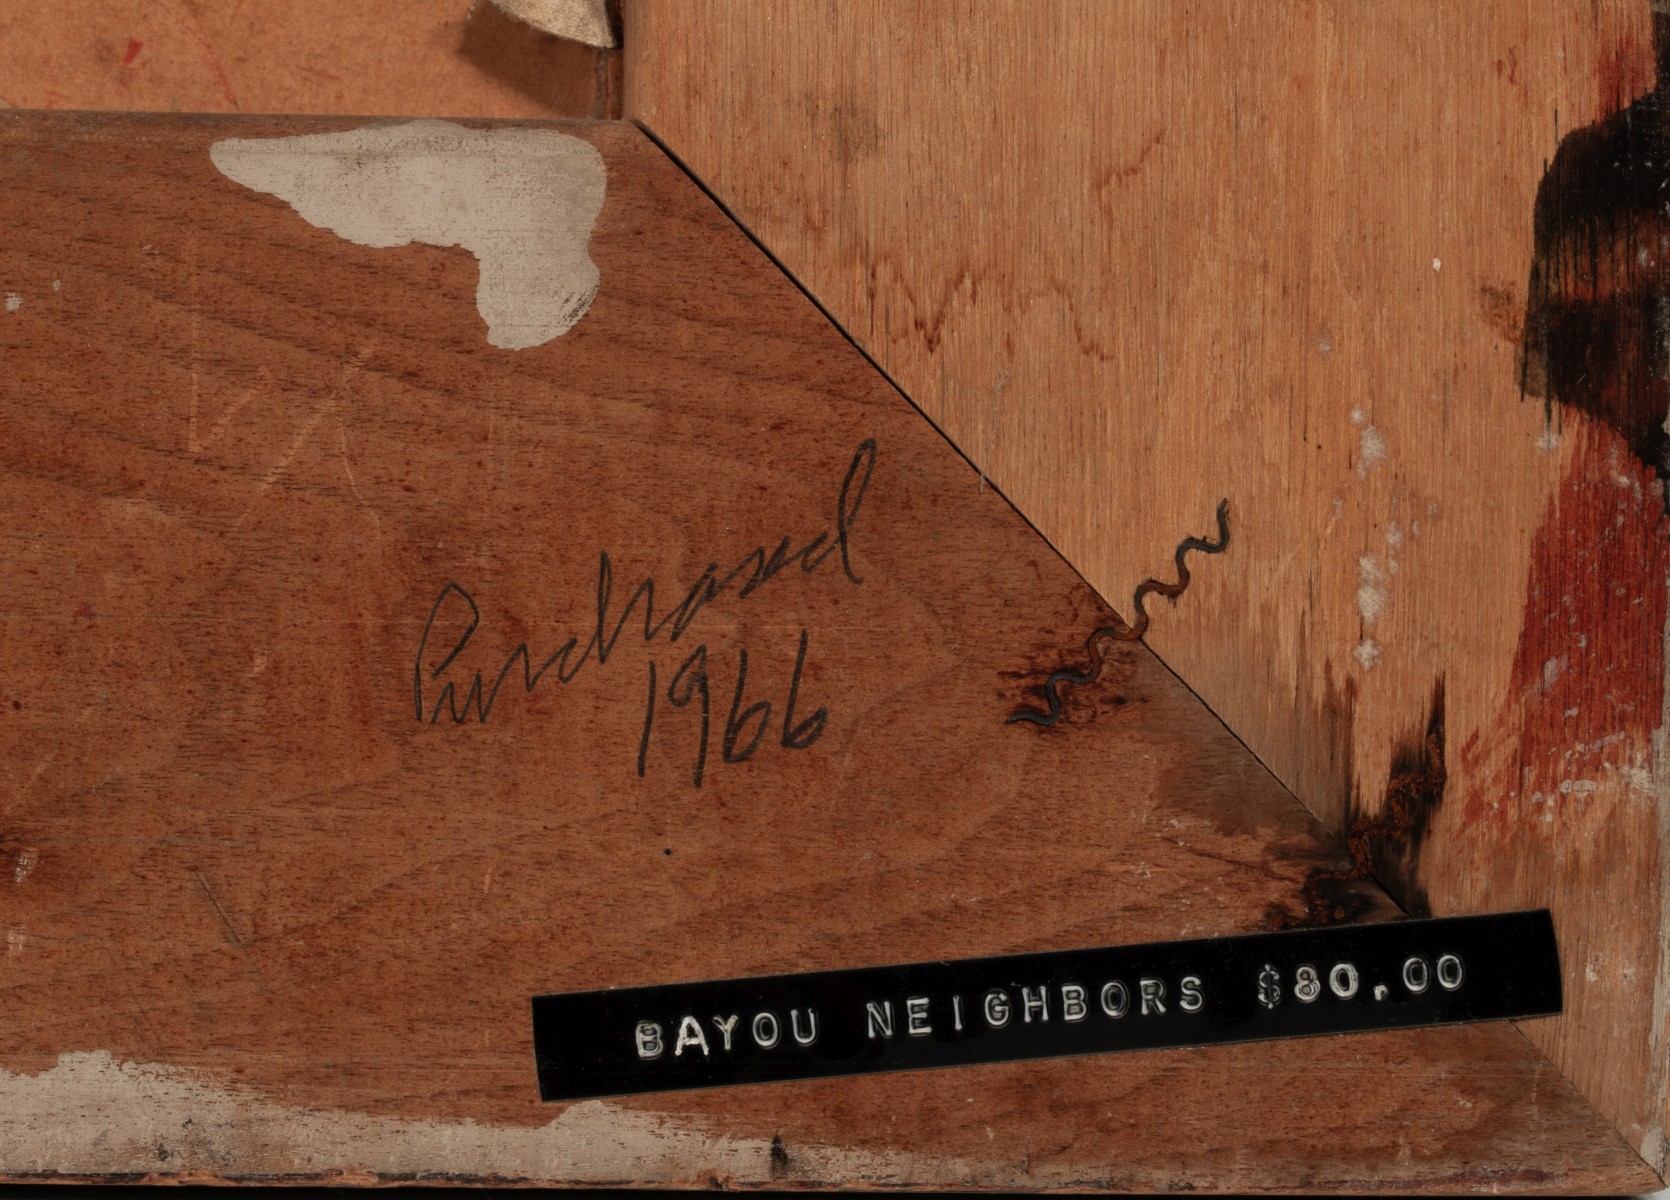 Purchased
1966
BAYOU NEIGHBORS $80.00